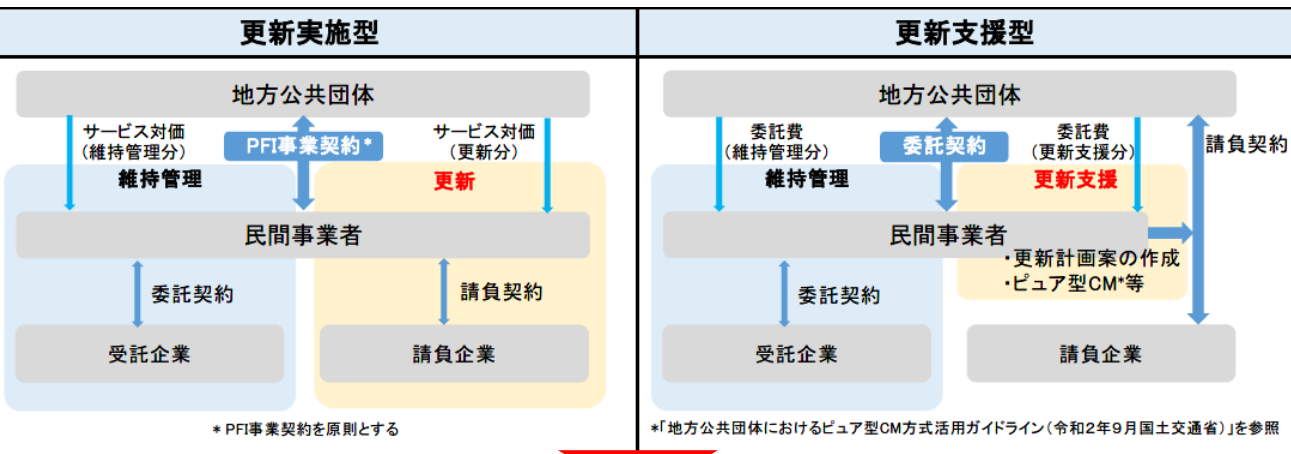 更新実施型
地方公共団体
サービス対価
(維持管理分)
PFI事業契約*
サービス対価
(更新分)
維持管理
更新
民間事業者
委託契約
請負契約
受託企業
請負企業
* PFI事業契約を原則とする
更新支援型
地方公共団体
委託費
(維持管理分)
委託契約
委託費
(更新支援分)
請負契約
維持管理
更新支援
民間事業者
・更新計画案の作成
・ピュア型CM*等
委託契約
受託企業
請負企業
*「地方公共団体におけるピュア型CM方式活用ガイドライン(令和2年9月国土交通省)」を参照